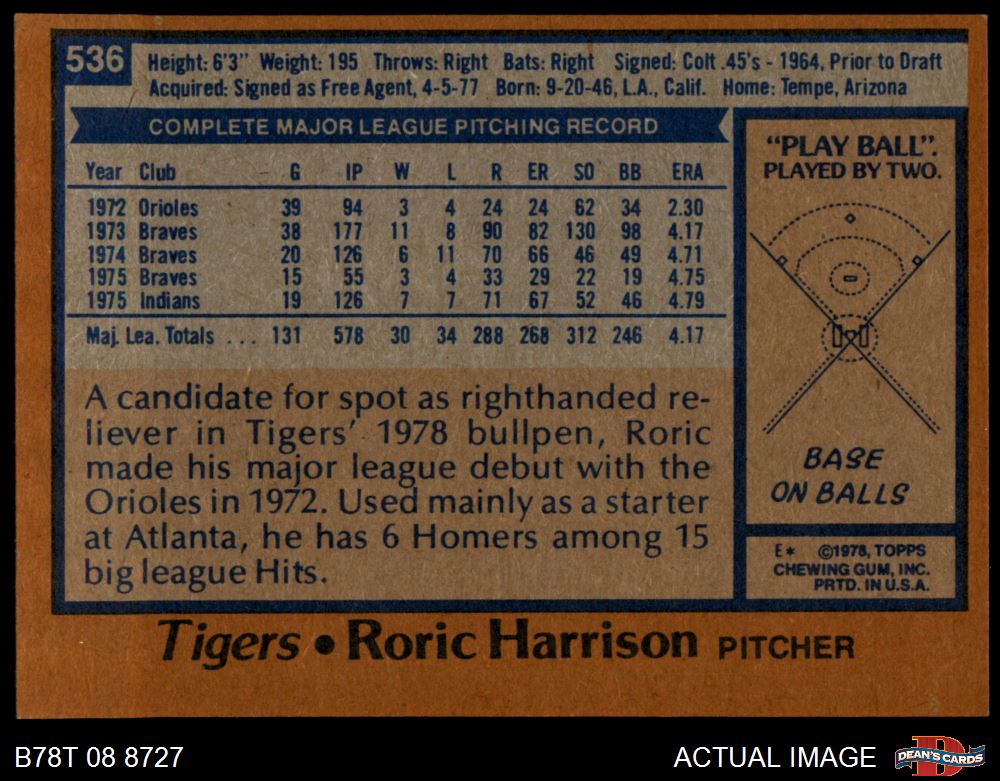 536
Height: 6'3" Weight: 195 Throws: Right Bats: Right Signed: Colt .45's - 1964, Prior to Draft
Acquired: Signed as Free Agent, 4-5-77 Born: 9-20-46, L.A., Calif. Home: Tempe, Arizona
COMPLETE MAJOR LEAGUE PITCHING RECORD
Year Club G IP W L R ER SO BB ERA
1972 Orioles 39 94 3 4 24 24 62 34 2.30
1973 Braves 38 177 11 8 90 82 130 98 4.17
1974 Braves 20 126 6 11 70 66 46 49 4.71
1975 Braves 15 55 3 4 33 29 22 19 4.75
1975 Indians 19 126 7 7 71 67 52 46 4.79
Maj. Lea. Totals ... 131 578 30 34 288 268 312 246 4.17
A candidate for spot as righthanded re-
liever in Tigers' 1978 bullpen, Roric
made his major league debut with the
Orioles in 1972. Used mainly as a starter
at Atlanta, he has 6 Homers among 15
big league Hits.
"PLAY BALL".
PLAYED BY TWO.
BASE
ON BALLS
E* ©1978, TOPPS
CHEWING GUM, INC.
PRTD. IN U.S.A.
Tigers • Roric Harrison PITCHER
B78T 08 8727
ACTUAL IMAGE
D
DEAN'S CARDS